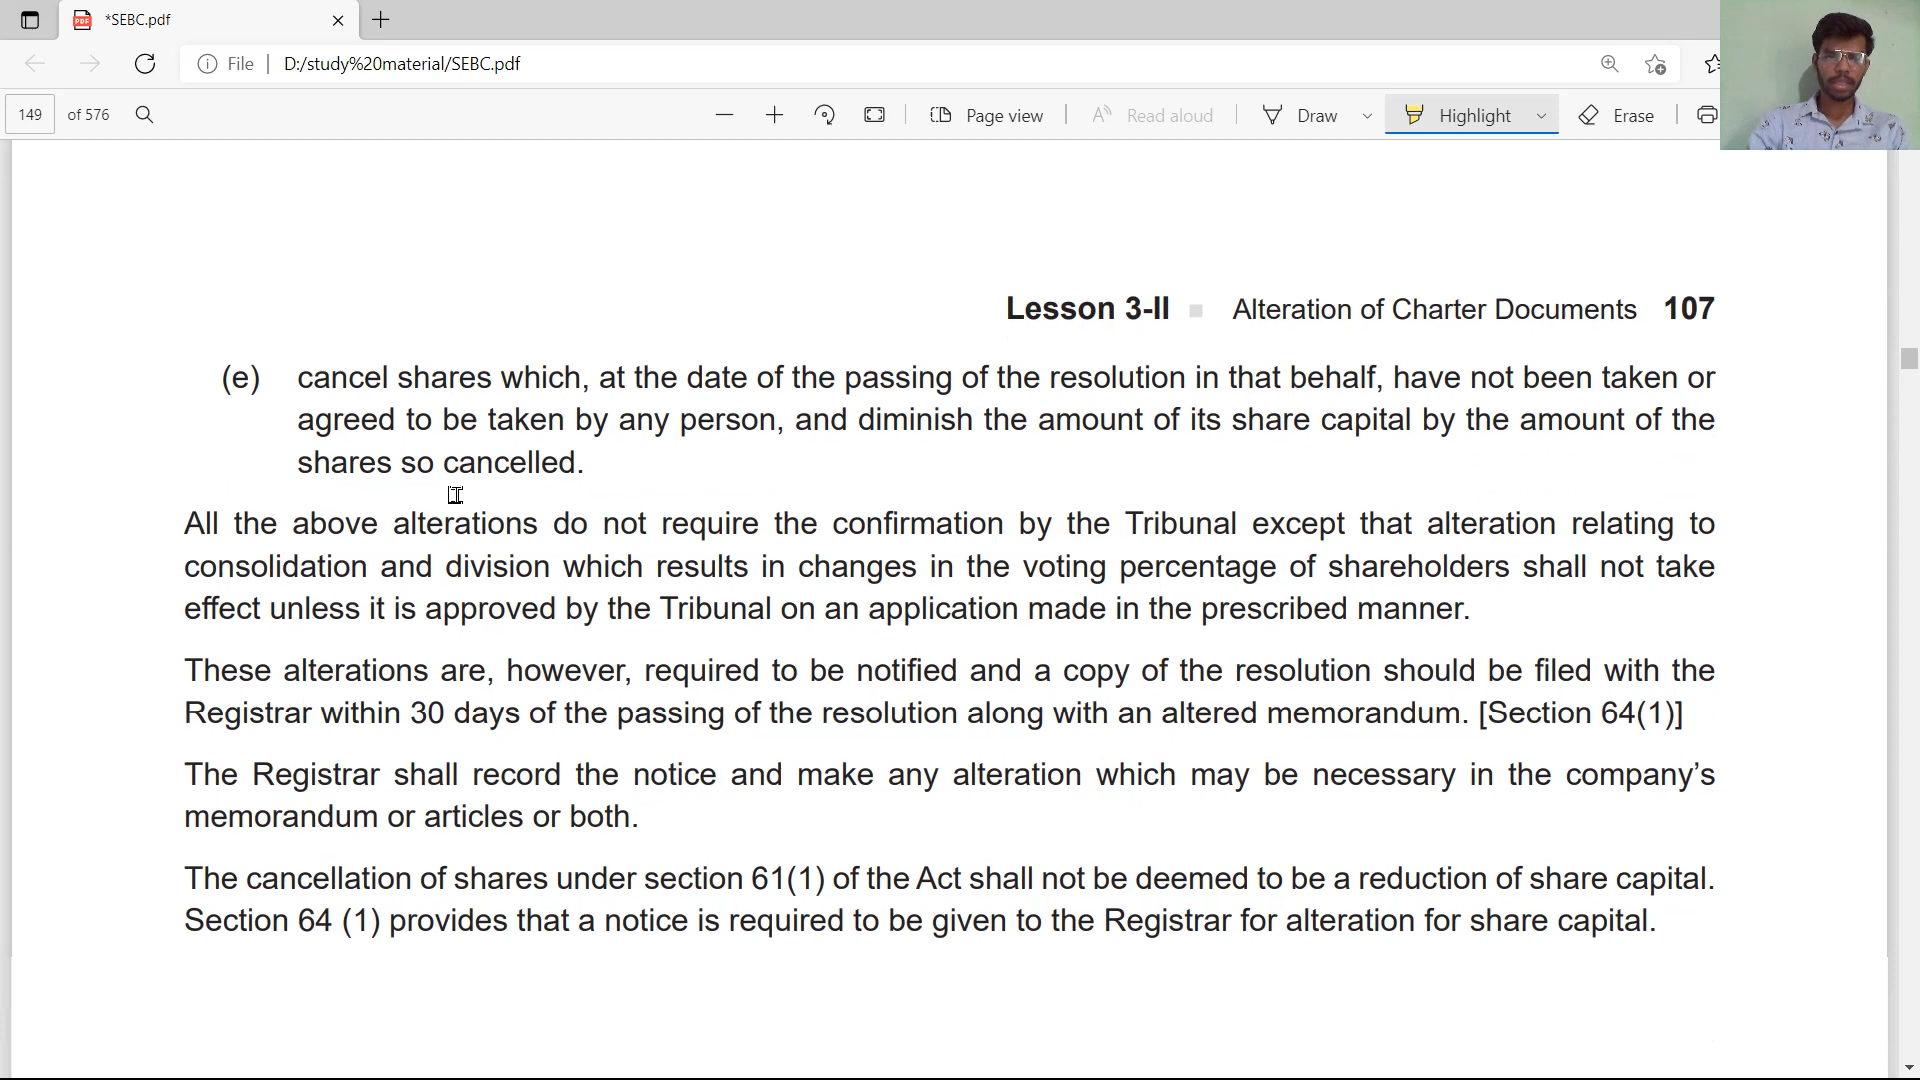 *SEBC.pdf
File
D:/study%20material/SEBC.pdf
149 of 576
Page view
Read aloud
Draw
Highlight
Erase
Lesson 3-II Alteration of Charter Documents 107
(e) cancel shares which, at the date of the passing of the resolution in that behalf, have not been taken or
agreed to be taken by any person, and diminish the amount of its share capital by the amount of the
shares so cancelled.
All the above alterations do not require the confirmation by the Tribunal except that alteration relating to
consolidation and division which results in changes in the voting percentage of shareholders shall not take
effect unless it is approved by the Tribunal on an application made in the prescribed manner.
These alterations are, however, required to be notified and a copy of the resolution should be filed with the
Registrar within 30 days of the passing of the resolution along with an altered memorandum. [Section 64(1)]
The Registrar shall record the notice and make any alteration which may be necessary in the company’s
memorandum or articles or both.
The cancellation of shares under section 61(1) of the Act shall not be deemed to be a reduction of share capital.
Section 64 (1) provides that a notice is required to be given to the Registrar for alteration for share capital.